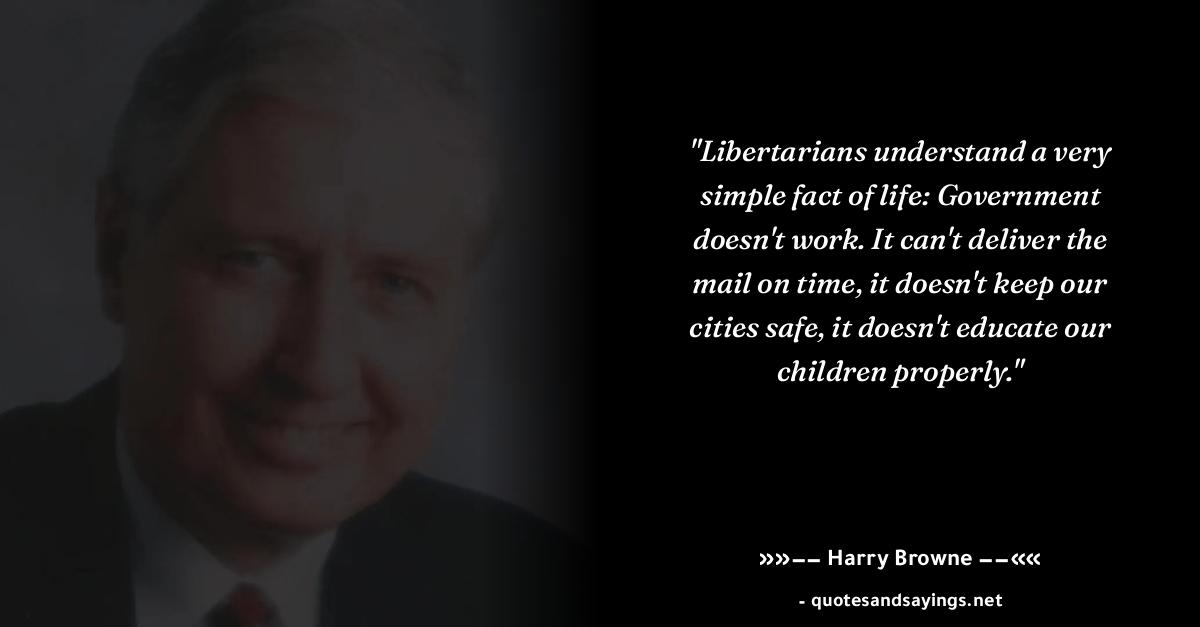 "Libertarians understand a very
simple fact of life: Government
doesn't work. It can't deliver the
mail on time, it doesn't keep our
cities safe, it doesn't educate our
children properly."
»»−− Harry Browne −−««
- quotesandsayings.net